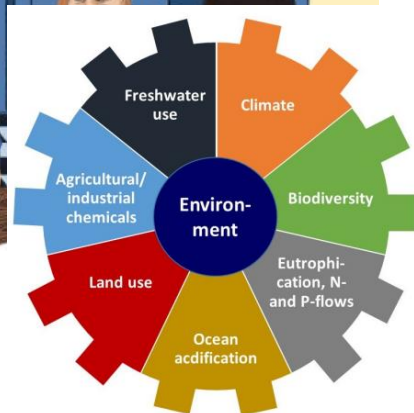 Freshwater
use
Climate
Agricultural/
industrial
chemicals
Environ-
ment
Biodiversity
Eutrophi-
cation, N-
and P-flows
Land use
Ocean
acdification